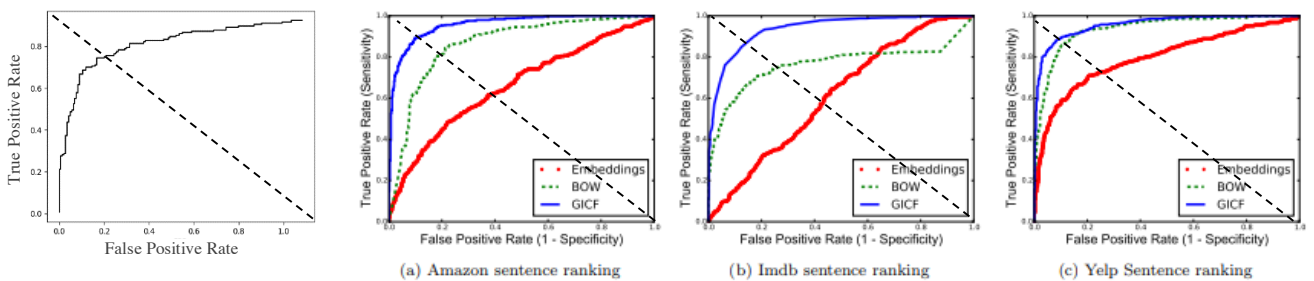 True Positive Rate
0.8
0.6
0.4
0.2
0.0
0.0 0.2 0.4 0.6 0.8 1.0
False Positive Rate
True Positive Rate (Sensitivity)
1.0
0.8
0.6
0.4
0.2
0.0
Embeddings
BOW
GICF
0.0 0.2 0.4 0.6 0.8 1.0
False Positive Rate (1 - Specificity)
(a) Amazon sentence ranking
True Positive Rate (Sensitivity)
1.0
0.8
0.6
0.4
0.2
0.0
Embeddings
BOW
GICF
0.0 0.2 0.4 0.6 0.8 1.0
False Positive Rate (1 - Specificity)
(b) Imdb sentence ranking
True Positive Rate (Sensitivity)
1.0
0.8
0.6
0.4
0.2
0.0
Embeddings
BOW
GICF
0.0 0.2 0.4 0.6 0.8 1.0
False Positive Rate (1 - Specificity)
(c) Yelp Sentence ranking